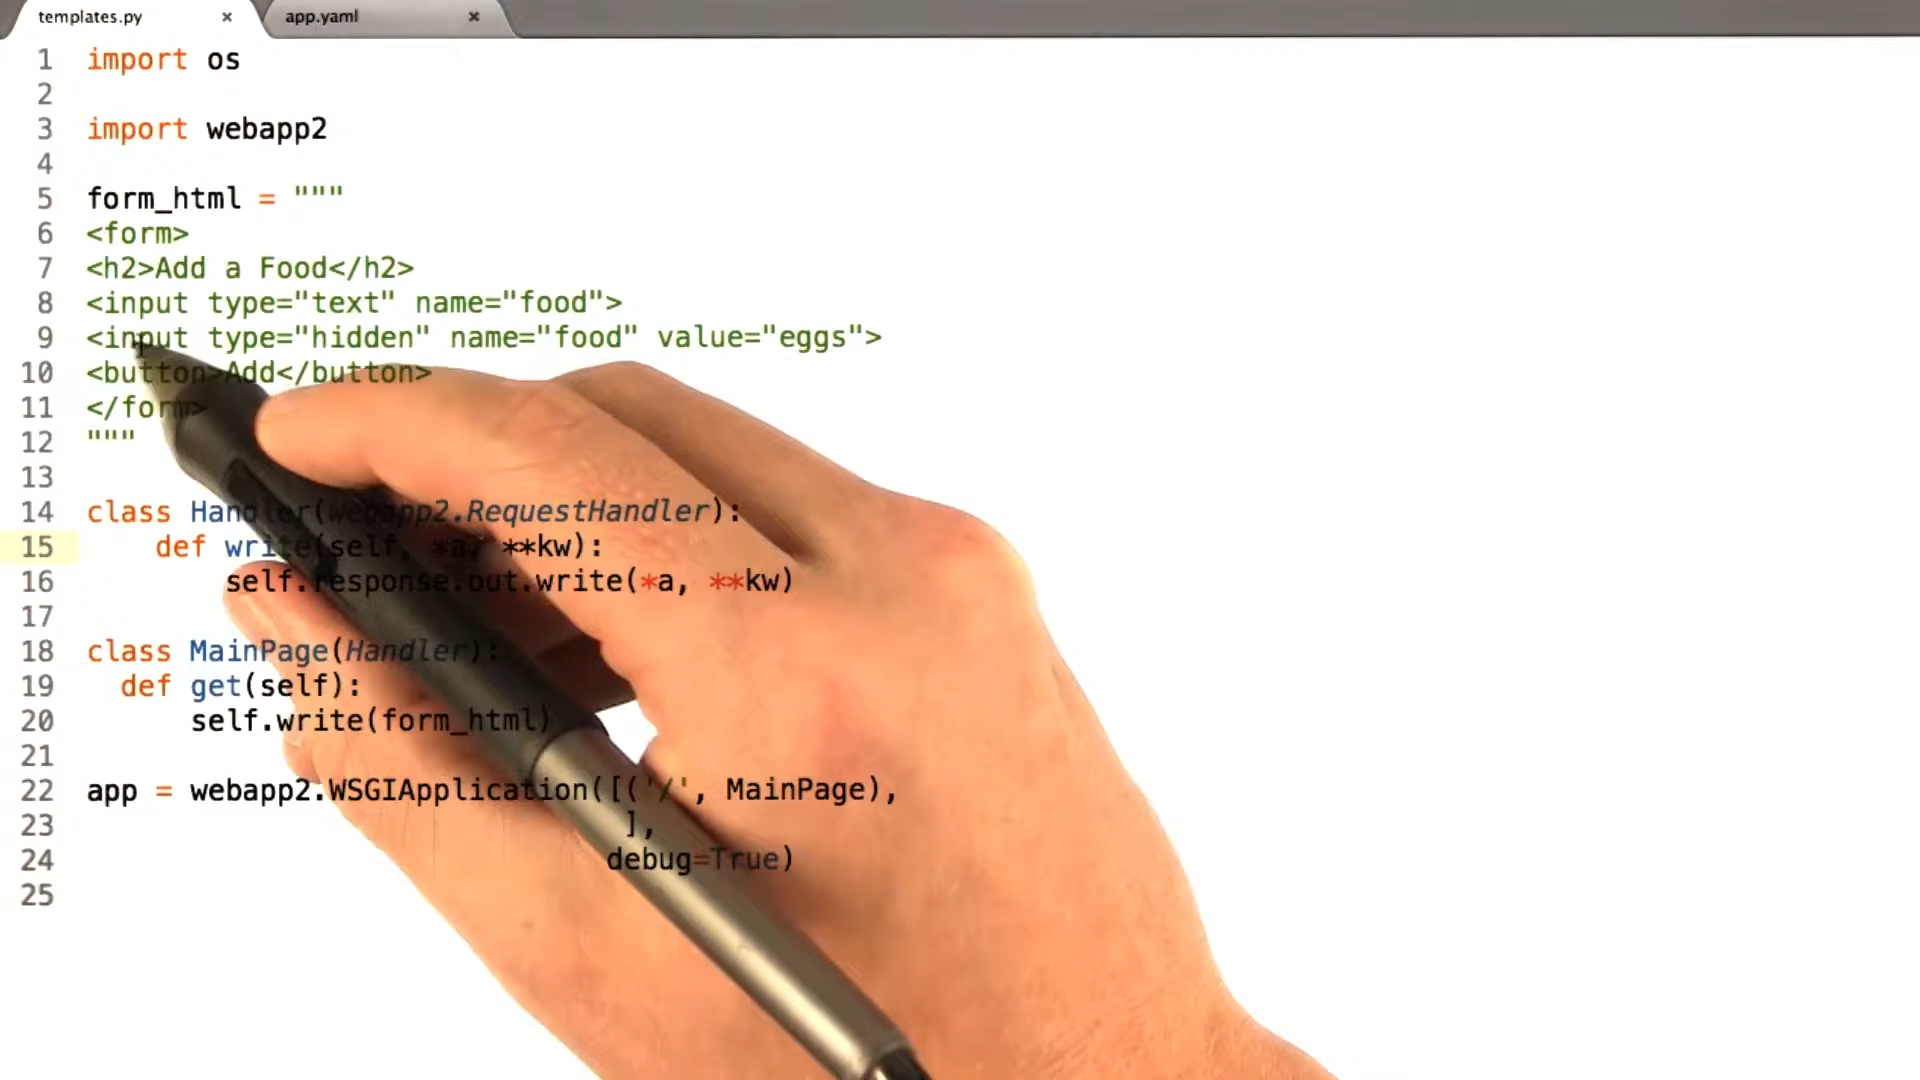 templates.py × app.yaml ×
1 import os
2
3 import webapp2
4
5 form_html = """
6 <form>
7 <h2>Add a Food</h2>
8 <input type="text" name="food">
9 <input type="hidden" name="food" value="eggs">
10 <button>Add</button>
11 </form>
12 """
13
14 class Handler(webapp2.RequestHandler):
15     def write(self, *a, **kw):
16         self.response.out.write(*a, **kw)
17
18 class MainPage(Handler):
19   def get(self):
20       self.write(form_html)
21
22 app = webapp2.WSGIApplication([('/', MainPage),
23                                ],
24                               debug=True)
25